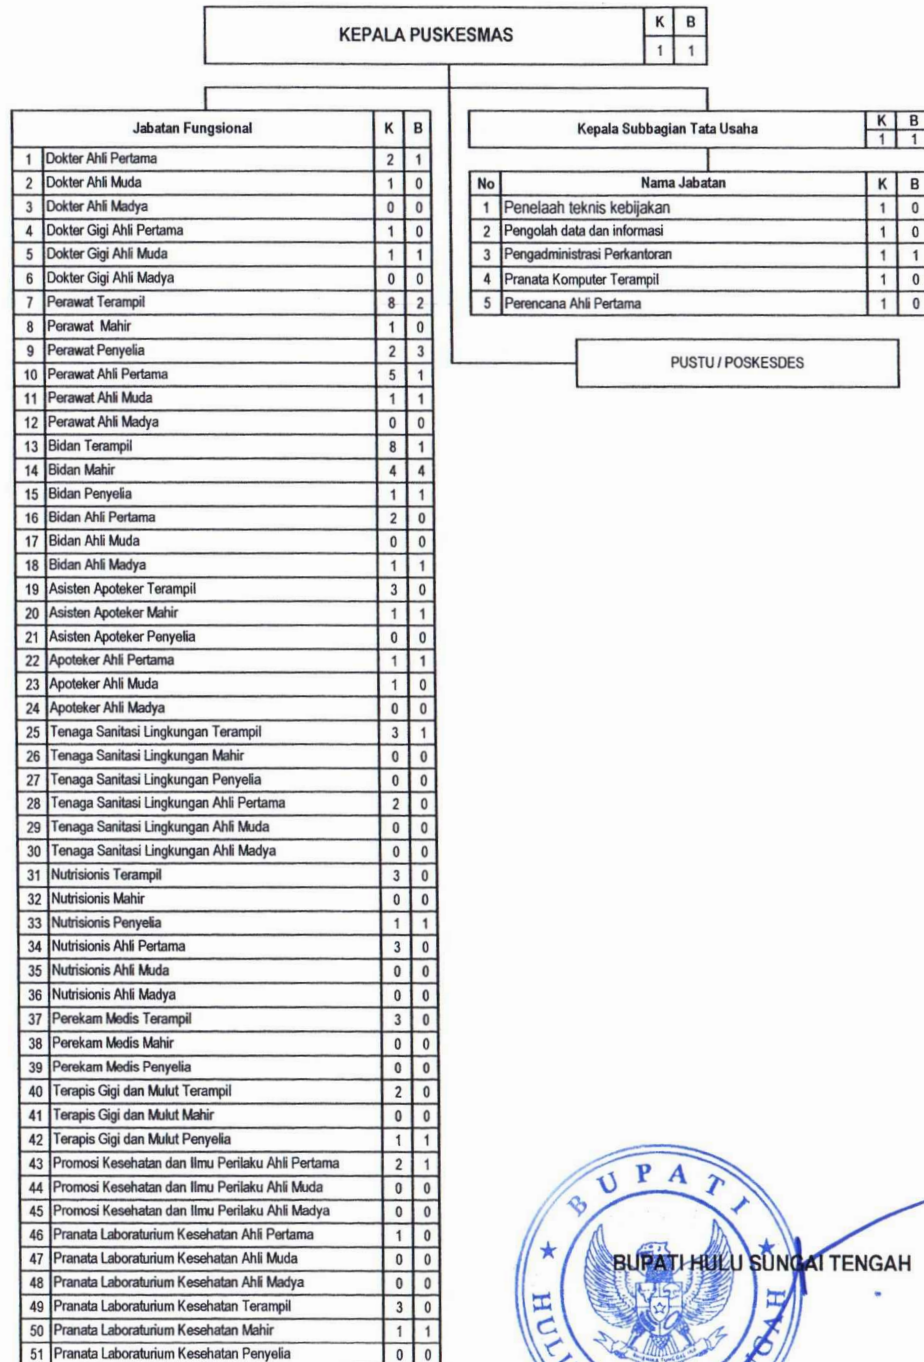 KEPALA PUSKESMAS K B
1 1
Jabatan Fungsional K B
1 Dokter Ahli Pertama 2 1
2 Dokter Ahli Muda 1 0
3 Dokter Ahli Madya 0 0
4 Dokter Gigi Ahli Pertama 1 0
5 Dokter Gigi Ahli Muda 1 1
6 Dokter Gigi Ahli Madya 0 0
7 Perawat Terampil 8 2
8 Perawat Mahir 1 0
9 Perawat Penyelia 2 3
10 Perawat Ahli Pertama 5 1
11 Perawat Ahli Muda 1 1
12 Perawat Ahli Madya 0 0
13 Bidan Terampil 8 1
14 Bidan Mahir 4 4
15 Bidan Penyelia 1 1
16 Bidan Ahli Pertama 2 0
17 Bidan Ahli Muda 0 0
18 Bidan Ahli Madya 1 1
19 Asisten Apoteker Terampil 3 0
20 Asisten Apoteker Mahir 1 1
21 Asisten Apoteker Penyelia 0 0
22 Apoteker Ahli Pertama 1 1
23 Apoteker Ahli Muda 1 0
24 Apoteker Ahli Madya 0 0
25 Tenaga Sanitasi Lingkungan Terampil 3 1
26 Tenaga Sanitasi Lingkungan Mahir 0 0
27 Tenaga Sanitasi Lingkungan Penyelia 0 0
28 Tenaga Sanitasi Lingkungan Ahli Pertama 2 0
29 Tenaga Sanitasi Lingkungan Ahli Muda 0 0
30 Tenaga Sanitasi Lingkungan Ahli Madya 0 0
31 Nutrisionis Terampil 3 0
32 Nutrisionis Mahir 0 0
33 Nutrisionis Penyelia 1 1
34 Nutrisionis Ahli Pertama 3 0
35 Nutrisionis Ahli Muda 0 0
36 Nutrisionis Ahli Madya 0 0
37 Perekam Medis Terampil 3 0
38 Perekam Medis Mahir 0 0
39 Perekam Medis Penyelia 0 0
40 Terapis Gigi dan Mulut Terampil 2 0
41 Terapis Gigi dan Mulut Mahir 0 0
42 Terapis Gigi dan Mulut Penyelia 1 1
43 Promosi Kesehatan dan Ilmu Perilaku Ahli Pertama 2 1
44 Promosi Kesehatan dan Ilmu Perilaku Ahli Muda 0 0
45 Promosi Kesehatan dan Ilmu Perilaku Ahli Madya 0 0
46 Pranata Laboraturium Kesehatan Ahli Pertama 1 0
47 Pranata Laboraturium Kesehatan Ahli Muda 0 0
48 Pranata Laboraturium Kesehatan Ahli Madya 0 0
49 Pranata Laboraturium Kesehatan Terampil 3 0
50 Pranata Laboraturium Kesehatan Mahir 1 1
51 Pranata Laboraturium Kesehatan Penyelia 0 0
Kepala Subbagian Tata Usaha K B
1 1
No Nama Jabatan K B
1 Penelaah teknis kebijakan 1 0
2 Pengolah data dan informasi 1 0
3 Pengadministrasi Perkantoran 1 1
4 Pranata Komputer Terampil 1 0
5 Perencana Ahli Pertama 1 0
PUSTU / POSKESDES
BUPATI
BUPATI HULU SUNGAI TENGAH